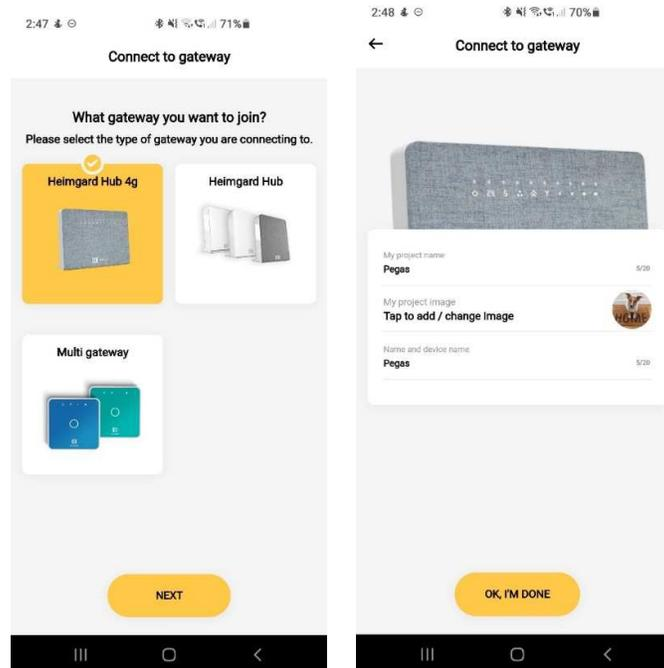 2:47
71%
Connect to gateway
What gateway you want to join?
Please select the type of gateway you are connecting to.
Heimgard Hub 4g
Heimgard Hub
Multi gateway
NEXT
2:48
70%
Connect to gateway
My project name
Pegas
5/20
My project image
Tap to add / change Image
HOME
Name and device name
Pegas
5/20
OK, I'M DONE